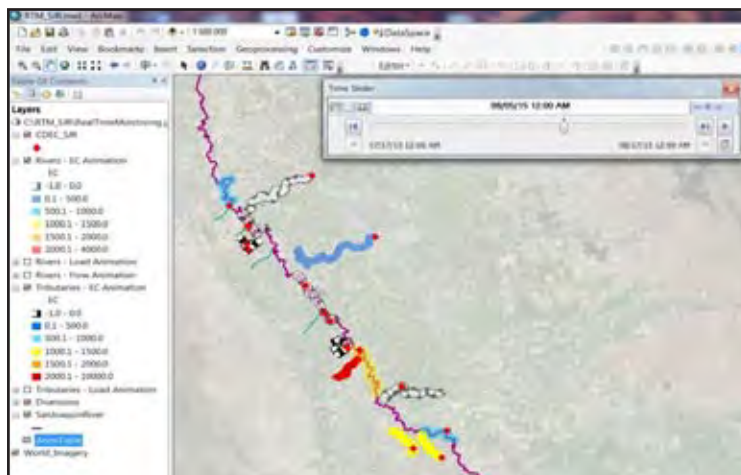 RTM_SJR.mxd - ArcMap
File Edit View Bookmarks Insert Selection Geoprocessing Customize Windows Help
Editor
Table Of Contents
Layers
CDEC_SJR
Rivers - EC Animation
EC
-1.0 - 0.0
0.1 - 500.0
500.1 - 1000.0
1000.1 - 1500.0
1500.1 - 2000.0
2000.1 - 4000.0
Rivers - Load Animation
Rivers - Flow Animation
Tributaries - EC Animation
EC
-1.0 - 0.0
0.1 - 500.0
500.1 - 1000.0
1000.1 - 1500.0
1500.1 - 2000.0
2000.1 - 10000.0
Tributaries - Load Animation
Diversions
SanJoaquinRiver
World_Imagery
Time Slider
08/05/15 12:00 AM